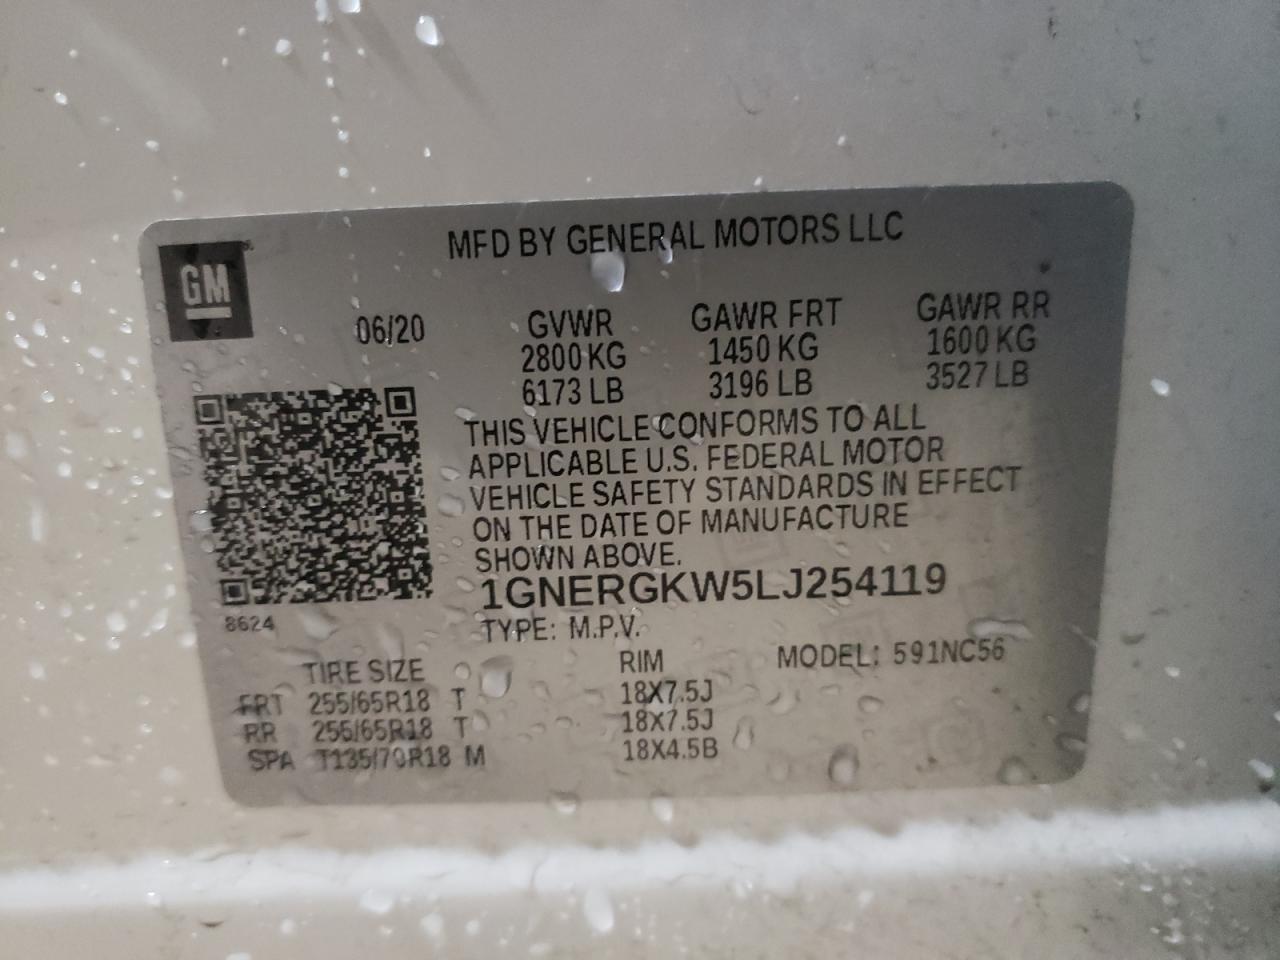 MFD BY GENERAL MOTORS LLC
GM
06/20 GVWR GAWR FRT GAWR RR
2800 KG 1450 KG 1600 KG
6173 LB 3196 LB 3527 LB
THIS VEHICLE CONFORMS TO ALL
APPLICABLE U.S. FEDERAL MOTOR
VEHICLE SAFETY STANDARDS IN EFFECT
ON THE DATE OF MANUFACTURE
SHOWN ABOVE.
1GNERGKW5LJ254119
8624
TYPE: M.P.V.
TIRE SIZE RIM MODEL: 591NC56
FRT 255/65R18 T 18X7.5J
RR 255/65R18 T 18X7.5J
SPA T135/70R18 M 18X4.5B